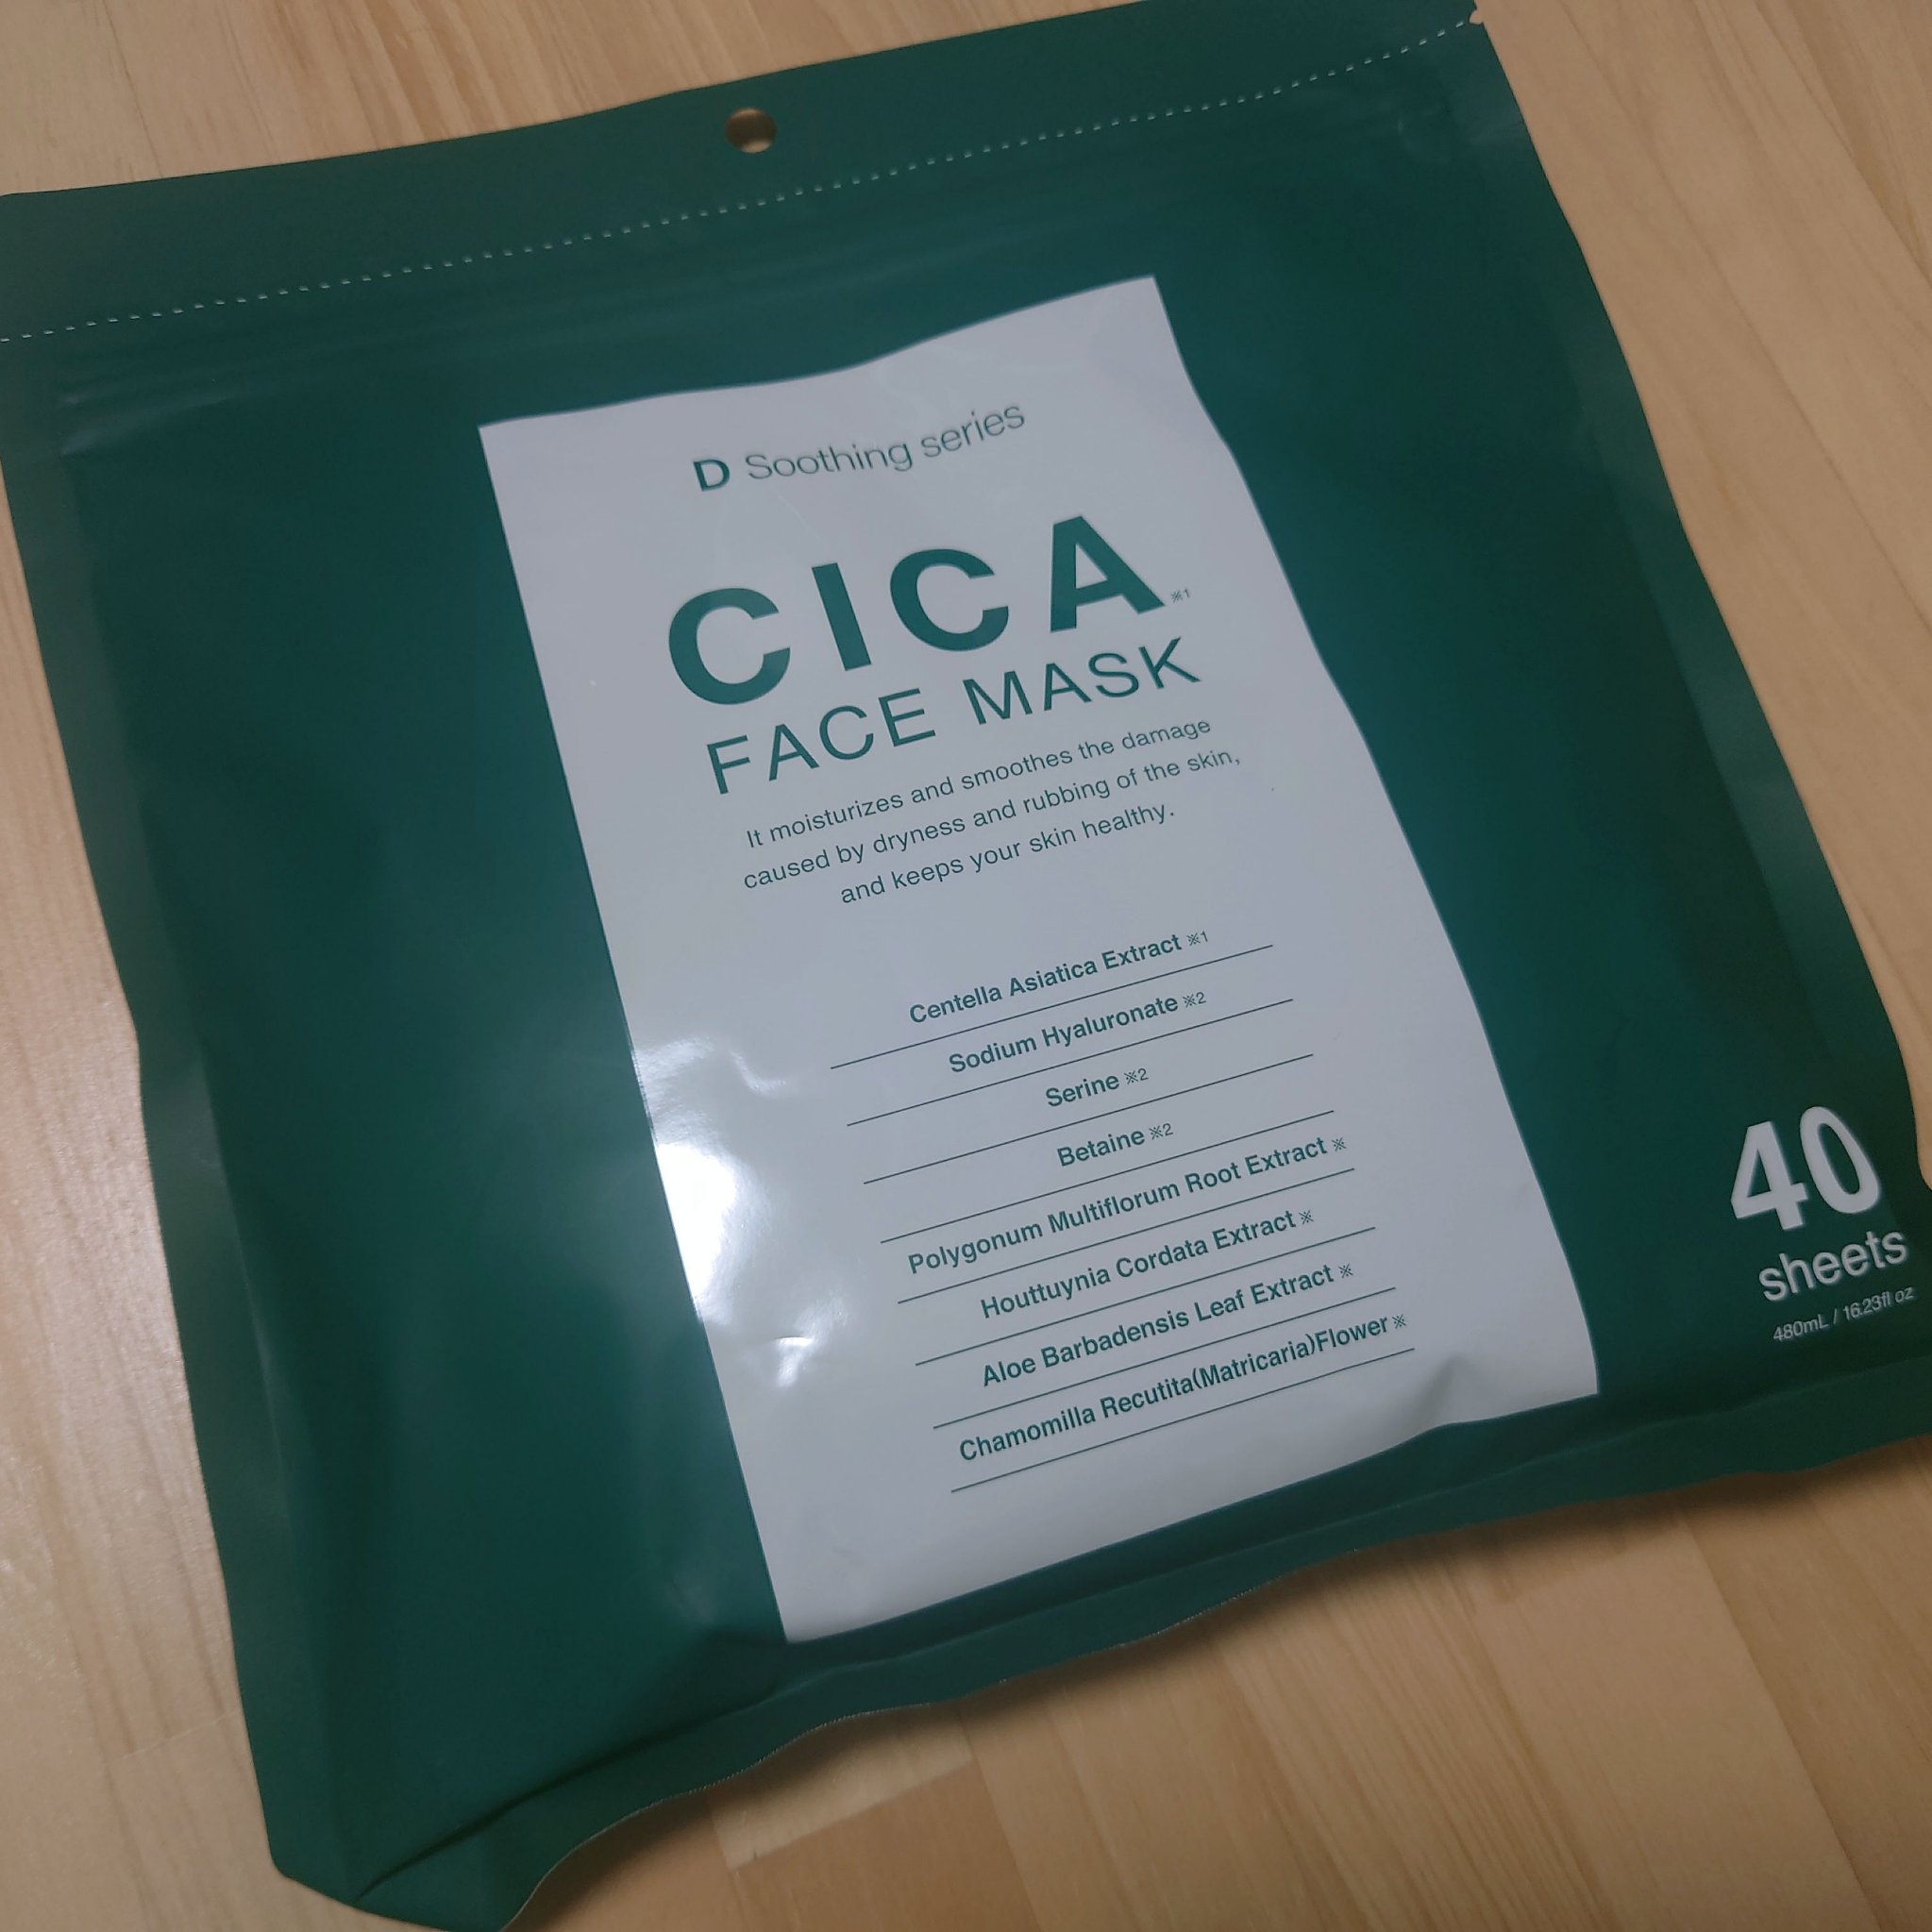 D Soothing series
CICA※1
FACE MASK
It moisturizes and smoothes the damage
caused by dryness and rubbing of the skin,
and keeps your skin healthy.
Centella Asiatica Extract ※1
Sodium Hyaluronate ※2
Serine ※2
Betaine ※2
Polygonum Multiflorum Root Extract ※
Houttuynia Cordata Extract ※
Aloe Barbadensis Leaf Extract ※
Chamomilla Recutita(Matricaria)Flower ※
40
sheets
480mL / 16.23fl oz